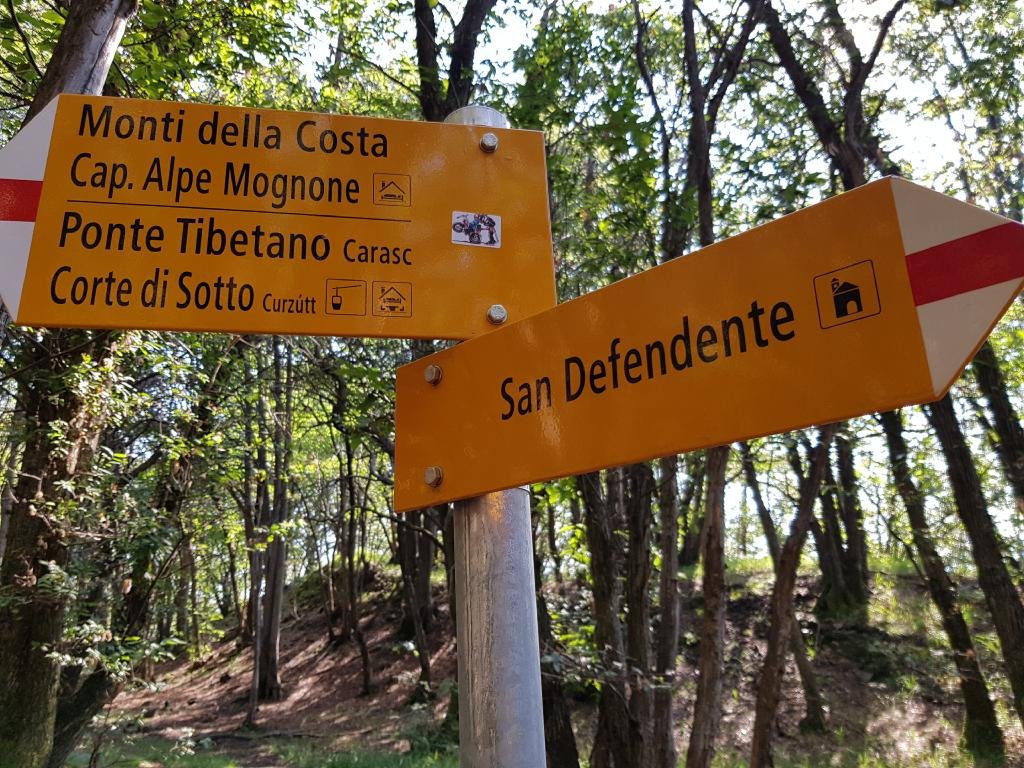 Monti della Costa
Cap. Alpe Mognone
Ponte Tibetano Carasc
Corte di Sotto Curzútt
San Defendente